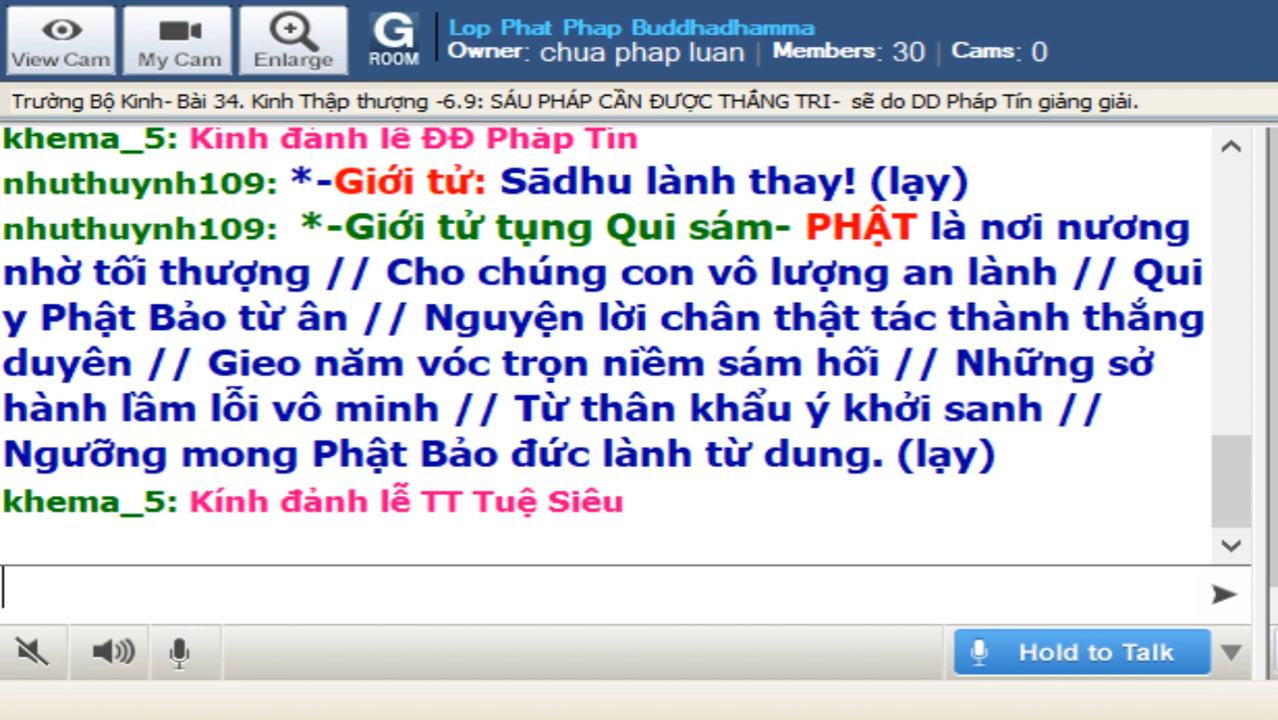 View Cam
My Cam
Enlarge
G
ROOM
Lop Phat Phap Buddhadhamma
Owner: chua phap luan | Members: 30 | Cams: 0
Trường Bộ Kinh- Bài 34. Kinh Thập thượng -6.9: SÁU PHÁP CẦN ĐƯỢC THẮNG TRI- sẽ do DD Pháp Tín giảng giải.
khema_5: Kính đảnh lễ ĐĐ Pháp Tín
nhuthuynh109: *-Giới tử: Sādhu lành thay! (lạy)
nhuthuynh109: *-Giới tử tụng Qui sám- PHẬT là nơi nương
nhờ tối thượng // Cho chúng con vô lượng an lành // Qui
y Phật Bảo từ ân // Nguyện lời chân thật tác thành thắng
duyên // Gieo năm vóc trọn niềm sám hối // Những sở
hành lầm lỗi vô minh // Từ thân khẩu ý khởi sanh //
Ngưỡng mong Phật Bảo đức lành từ dung. (lạy)
khema_5: Kính đảnh lễ TT Tuệ Siêu
Hold to Talk